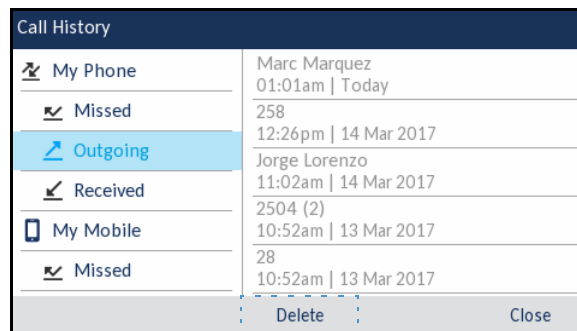 Call History
My Phone
Missed
Outgoing
Received
My Mobile
Missed
Marc Marquez
01:01am | Today
258
12:26pm | 14 Mar 2017
Jorge Lorenzo
11:02am | 14 Mar 2017
2504 (2)
10:52am | 13 Mar 2017
28
10:52am | 13 Mar 2017
Delete
Close